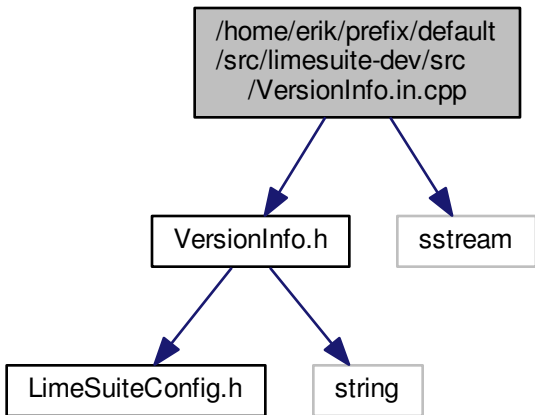 /home/erik/prefix/default
/src/limesuite-dev/src
/VersionInfo.in.cpp
VersionInfo.h
sstream
LimeSuiteConfig.h
string